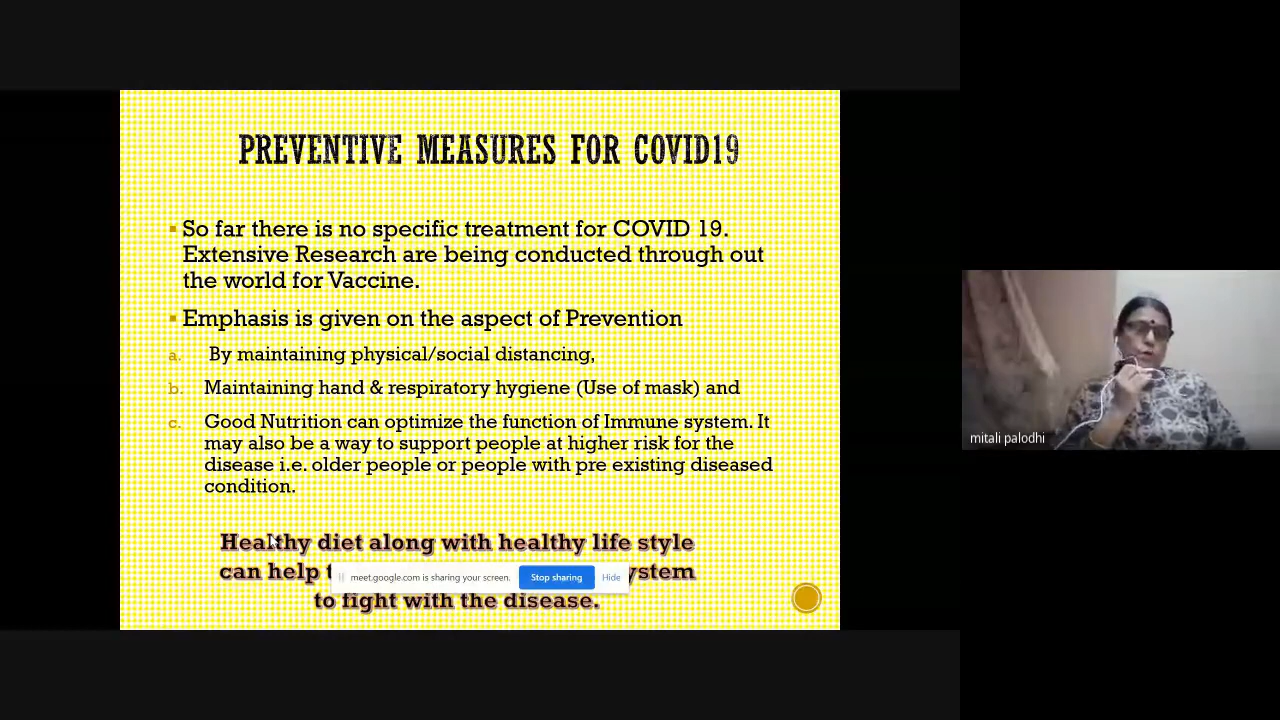 PREVENTIVE MEASURES FOR COVID19
So far there is no specific treatment for COVID 19.
Extensive Research are being conducted through out
the world for Vaccine.
Emphasis is given on the aspect of Prevention
a. By maintaining physical/social distancing,
b. Maintaining hand & respiratory hygiene (Use of mask) and
c. Good Nutrition can optimize the function of Immune system. It
may also be a way to support people at higher risk for the
disease i.e. older people or people with pre existing diseased
condition.
Healthy diet along with healthy life style
can help
meet.google.com is sharing your screen. Stop sharing Hide
to fight with the disease.
mitali palodhi